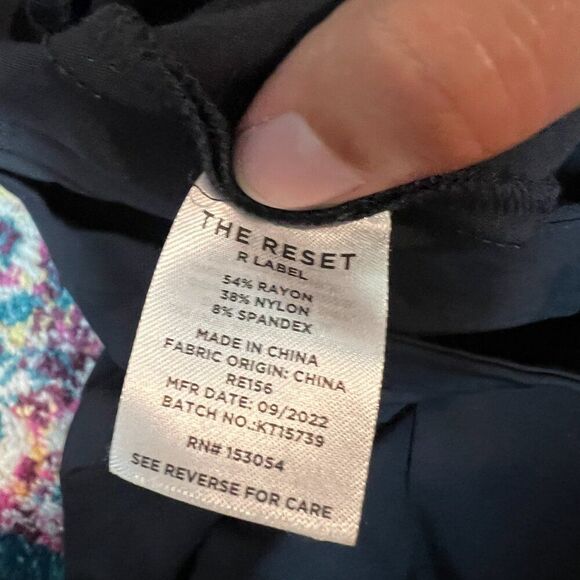 THE RESET
R LABEL
54% RAYON
38% NYLON
8% SPANDEX
MADE IN CHINA
FABRIC ORIGIN: CHINA
RE156
MFR DATE: 09/2022
BATCH NO.:KT15739
RN# 153054
SEE REVERSE FOR CARE